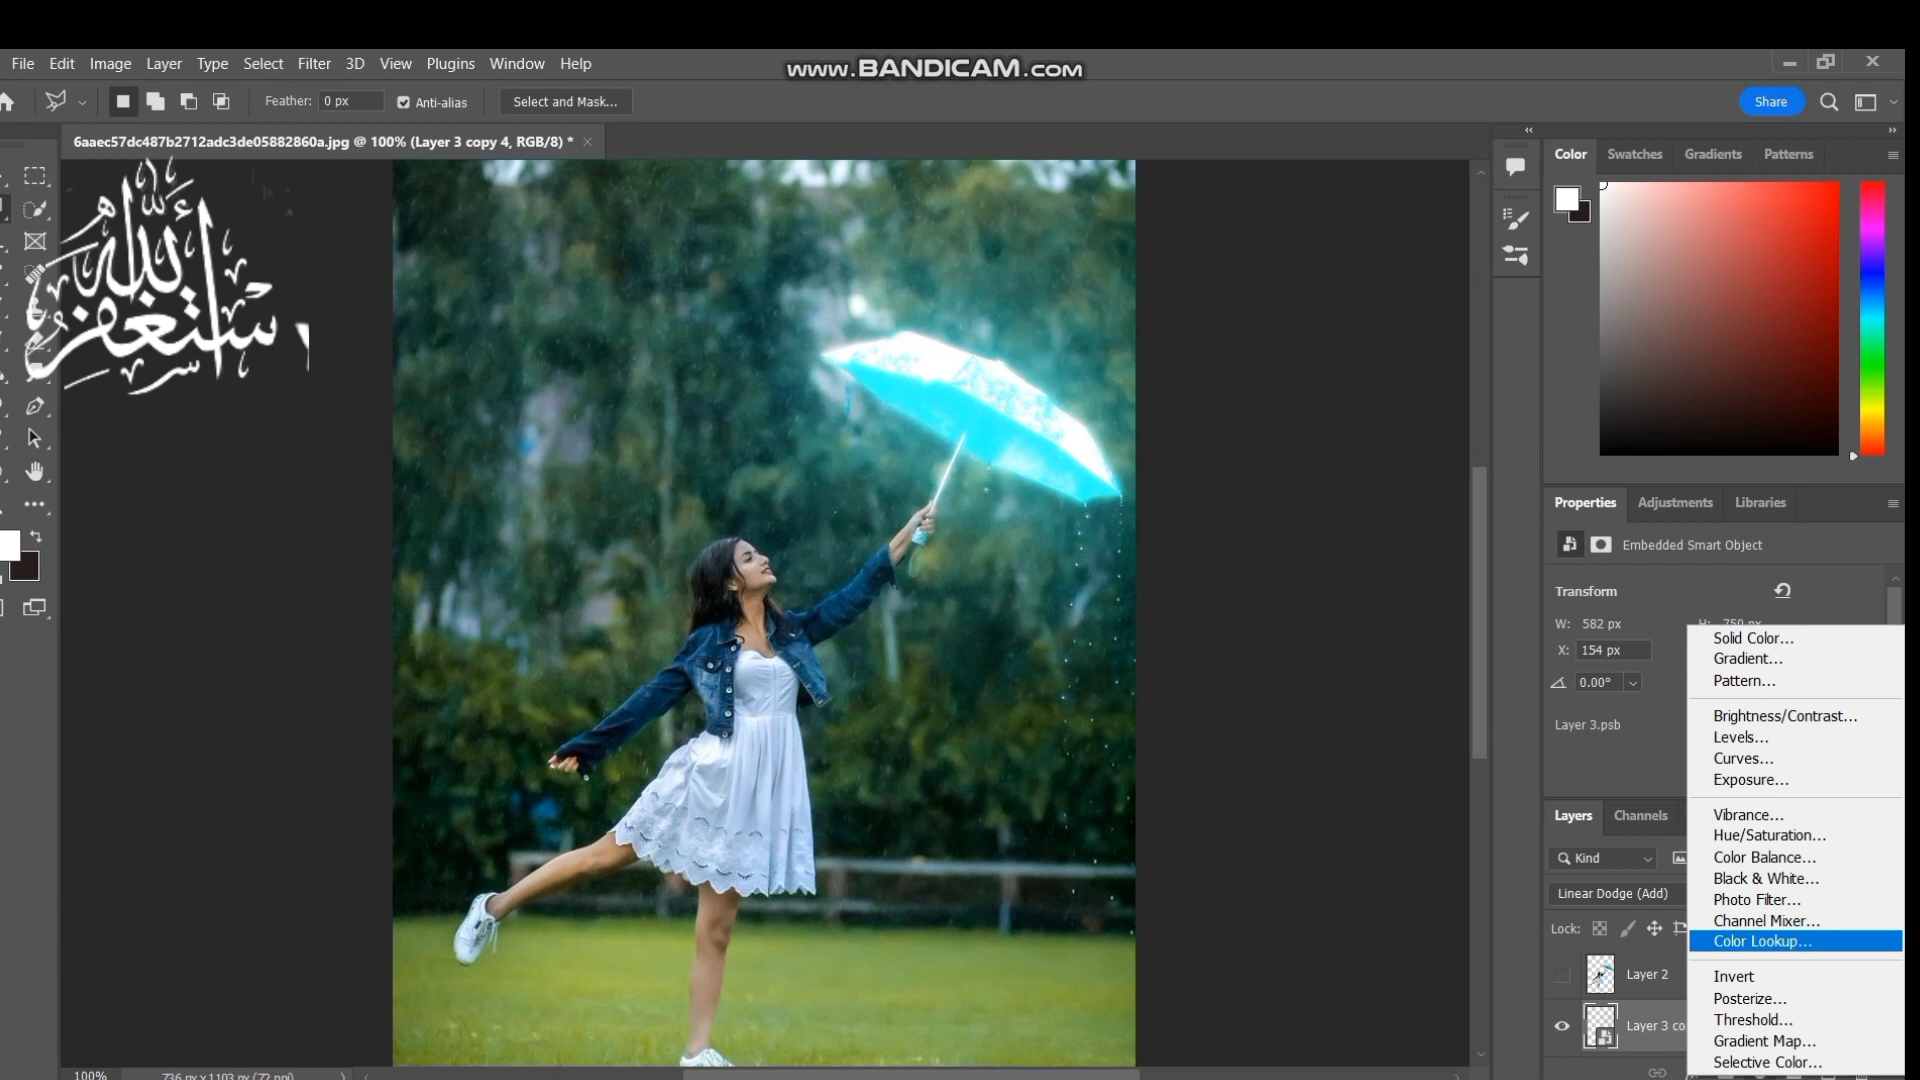 www.BANDICAM.com
File Edit Image Layer Type Select Filter 3D View Plugins Window Help
Feather: 0 px Anti-alias Select and Mask... Share
6aaec57dc487b2712adc3de05882860a.jpg @ 100% (Layer 3 copy 4, RGB/8) *
أستغفر الله
Color Swatches Gradients Patterns
Properties Adjustments Libraries
Embedded Smart Object
Transform
W: 582 px H: 750 px
X: 154 px
0.00°
Layer 3.psb
Solid Color...
Gradient...
Pattern...
Brightness/Contrast...
Levels...
Curves...
Exposure...
Vibrance...
Hue/Saturation...
Color Balance...
Black & White...
Photo Filter...
Channel Mixer...
Color Lookup...
Invert
Posterize...
Threshold...
Gradient Map...
Selective Color...
Layers Channels
Kind
Linear Dodge (Add)
Lock:
Layer 2
Layer 3 co
100% 736 px x 1103 px (72 ppi)